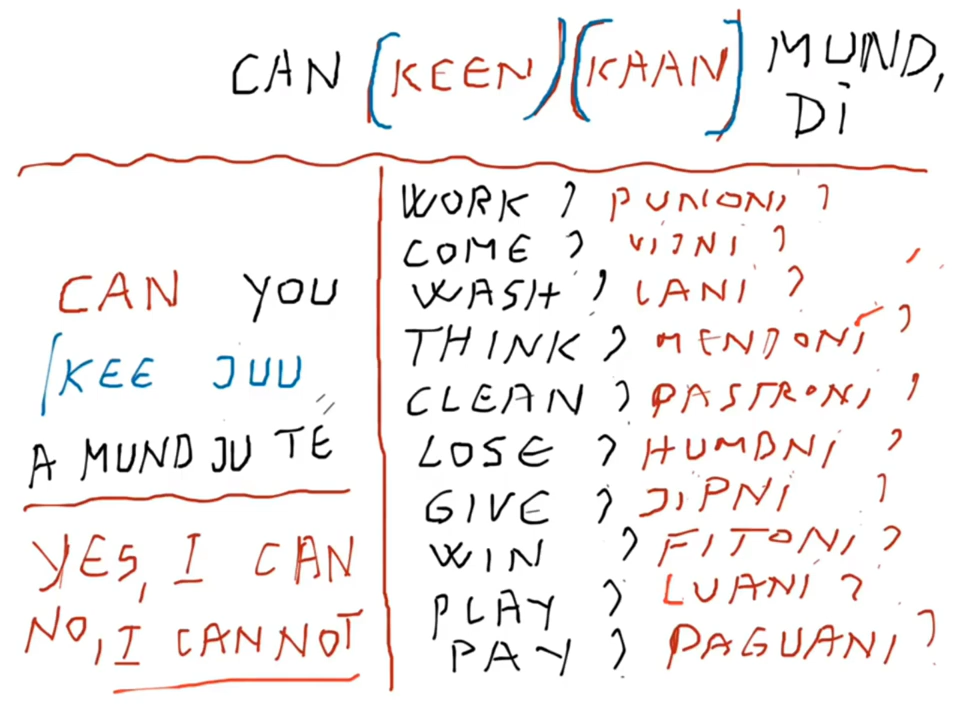 CAN (KEEN) (KAAN) MUND,
DI
CAN YOU
KEE JUU
A MUND JU TË
YES, I CAN
NO, I CANNOT
WORK ? PUNONI ?
COME ? VIJNI ?
WASH ? LANI ?
THINK ? MENDONI ?
CLEAN ? PASTRONI ?
LOSE ? HUMBNI ?
GIVE ? JIPNI ?
WIN ? FITONI ?
PLAY ? LUANI ?
PAY ? PAGUANI ?